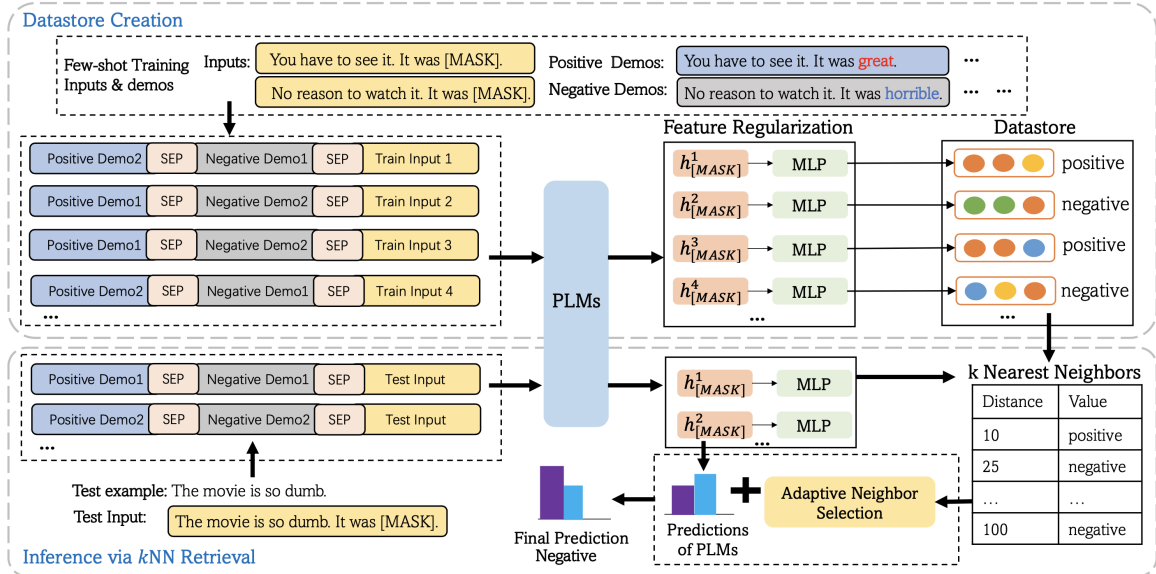 Datastore Creation
Few-shot Training
Inputs & demos
Inputs:
You have to see it. It was [MASK].
No reason to watch it. It was [MASK].
Positive Demos:
You have to see it. It was great.
...
Negative Demos:
No reason to watch it. It was horrible.
... ...
Positive Demo2 SEP Negative Demo1 SEP Train Input 1
Positive Demo1 SEP Negative Demo2 SEP Train Input 2
Positive Demo1 SEP Negative Demo2 SEP Train Input 3
Positive Demo2 SEP Negative Demo1 SEP Train Input 4
...
PLMs
Feature Regularization
h^1_[MASK] MLP
h^2_[MASK] MLP
h^3_[MASK] MLP
h^4_[MASK] MLP
...
Datastore
positive
negative
positive
negative
...
Positive Demo1 SEP Negative Demo1 SEP Test Input
Positive Demo2 SEP Negative Demo2 SEP Test Input
...
Test example: The movie is so dumb.
Test Input: The movie is so dumb. It was [MASK].
h^1_[MASK] MLP
h^2_[MASK] MLP
...
k Nearest Neighbors
Distance Value
10 positive
25 negative
... ...
100 negative
Adaptive Neighbor
Selection
+
Predictions
of PLMs
Final Prediction
Negative
Inference via kNN Retrieval